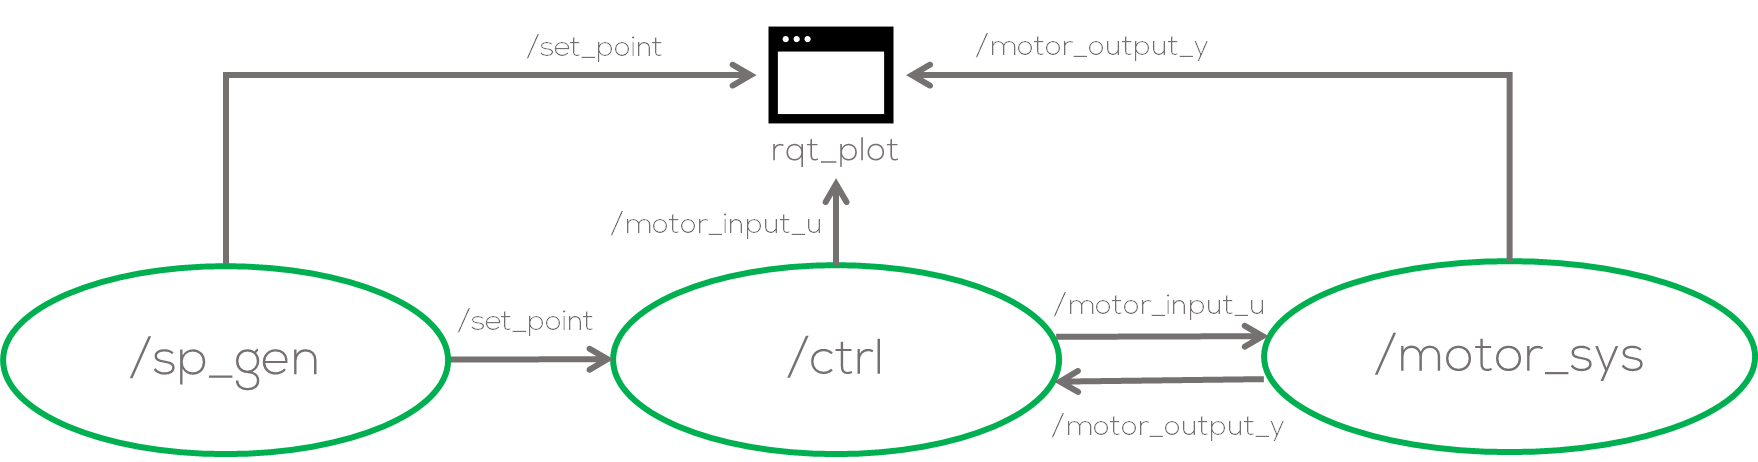 /set_point
/motor_output_y
rqt_plot
/motor_input_u
/set_point
/motor_input_u
/sp_gen
/ctrl
/motor_sys
/motor_output_y